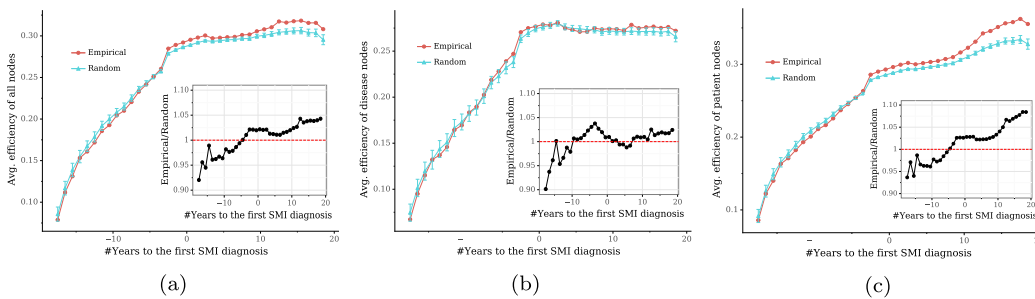 (a)
Avg. efficiency of all nodes
0.30
0.25
0.20
0.15
0.10
Empirical
Random
Empirical/Random
1.10
1.05
1.00
0.95
0.90
−10 0 10 20
#Years to the first SMI diagnosis
−10 0 10 20
#Years to the first SMI diagnosis
(b)
Avg. efficiency of disease nodes
0.25
0.20
0.15
0.10
Empirical
Random
Empirical/Random
1.10
1.05
1
0.95
0.90
−10 0 10 20
#Years to the first SMI diagnosis
− 0 10 20
#Years to the first SMI diagnosis
(c)
Avg. efficiency of patient nodes
0.3
0.2
0.1
Empirical
Random
Empirical/Random
1.10
1.05
1
0.95
0.90
−10 0 10 20
#Years to the first SMI diagnosis
− 0 10
#Years to the first SMI diagnosis